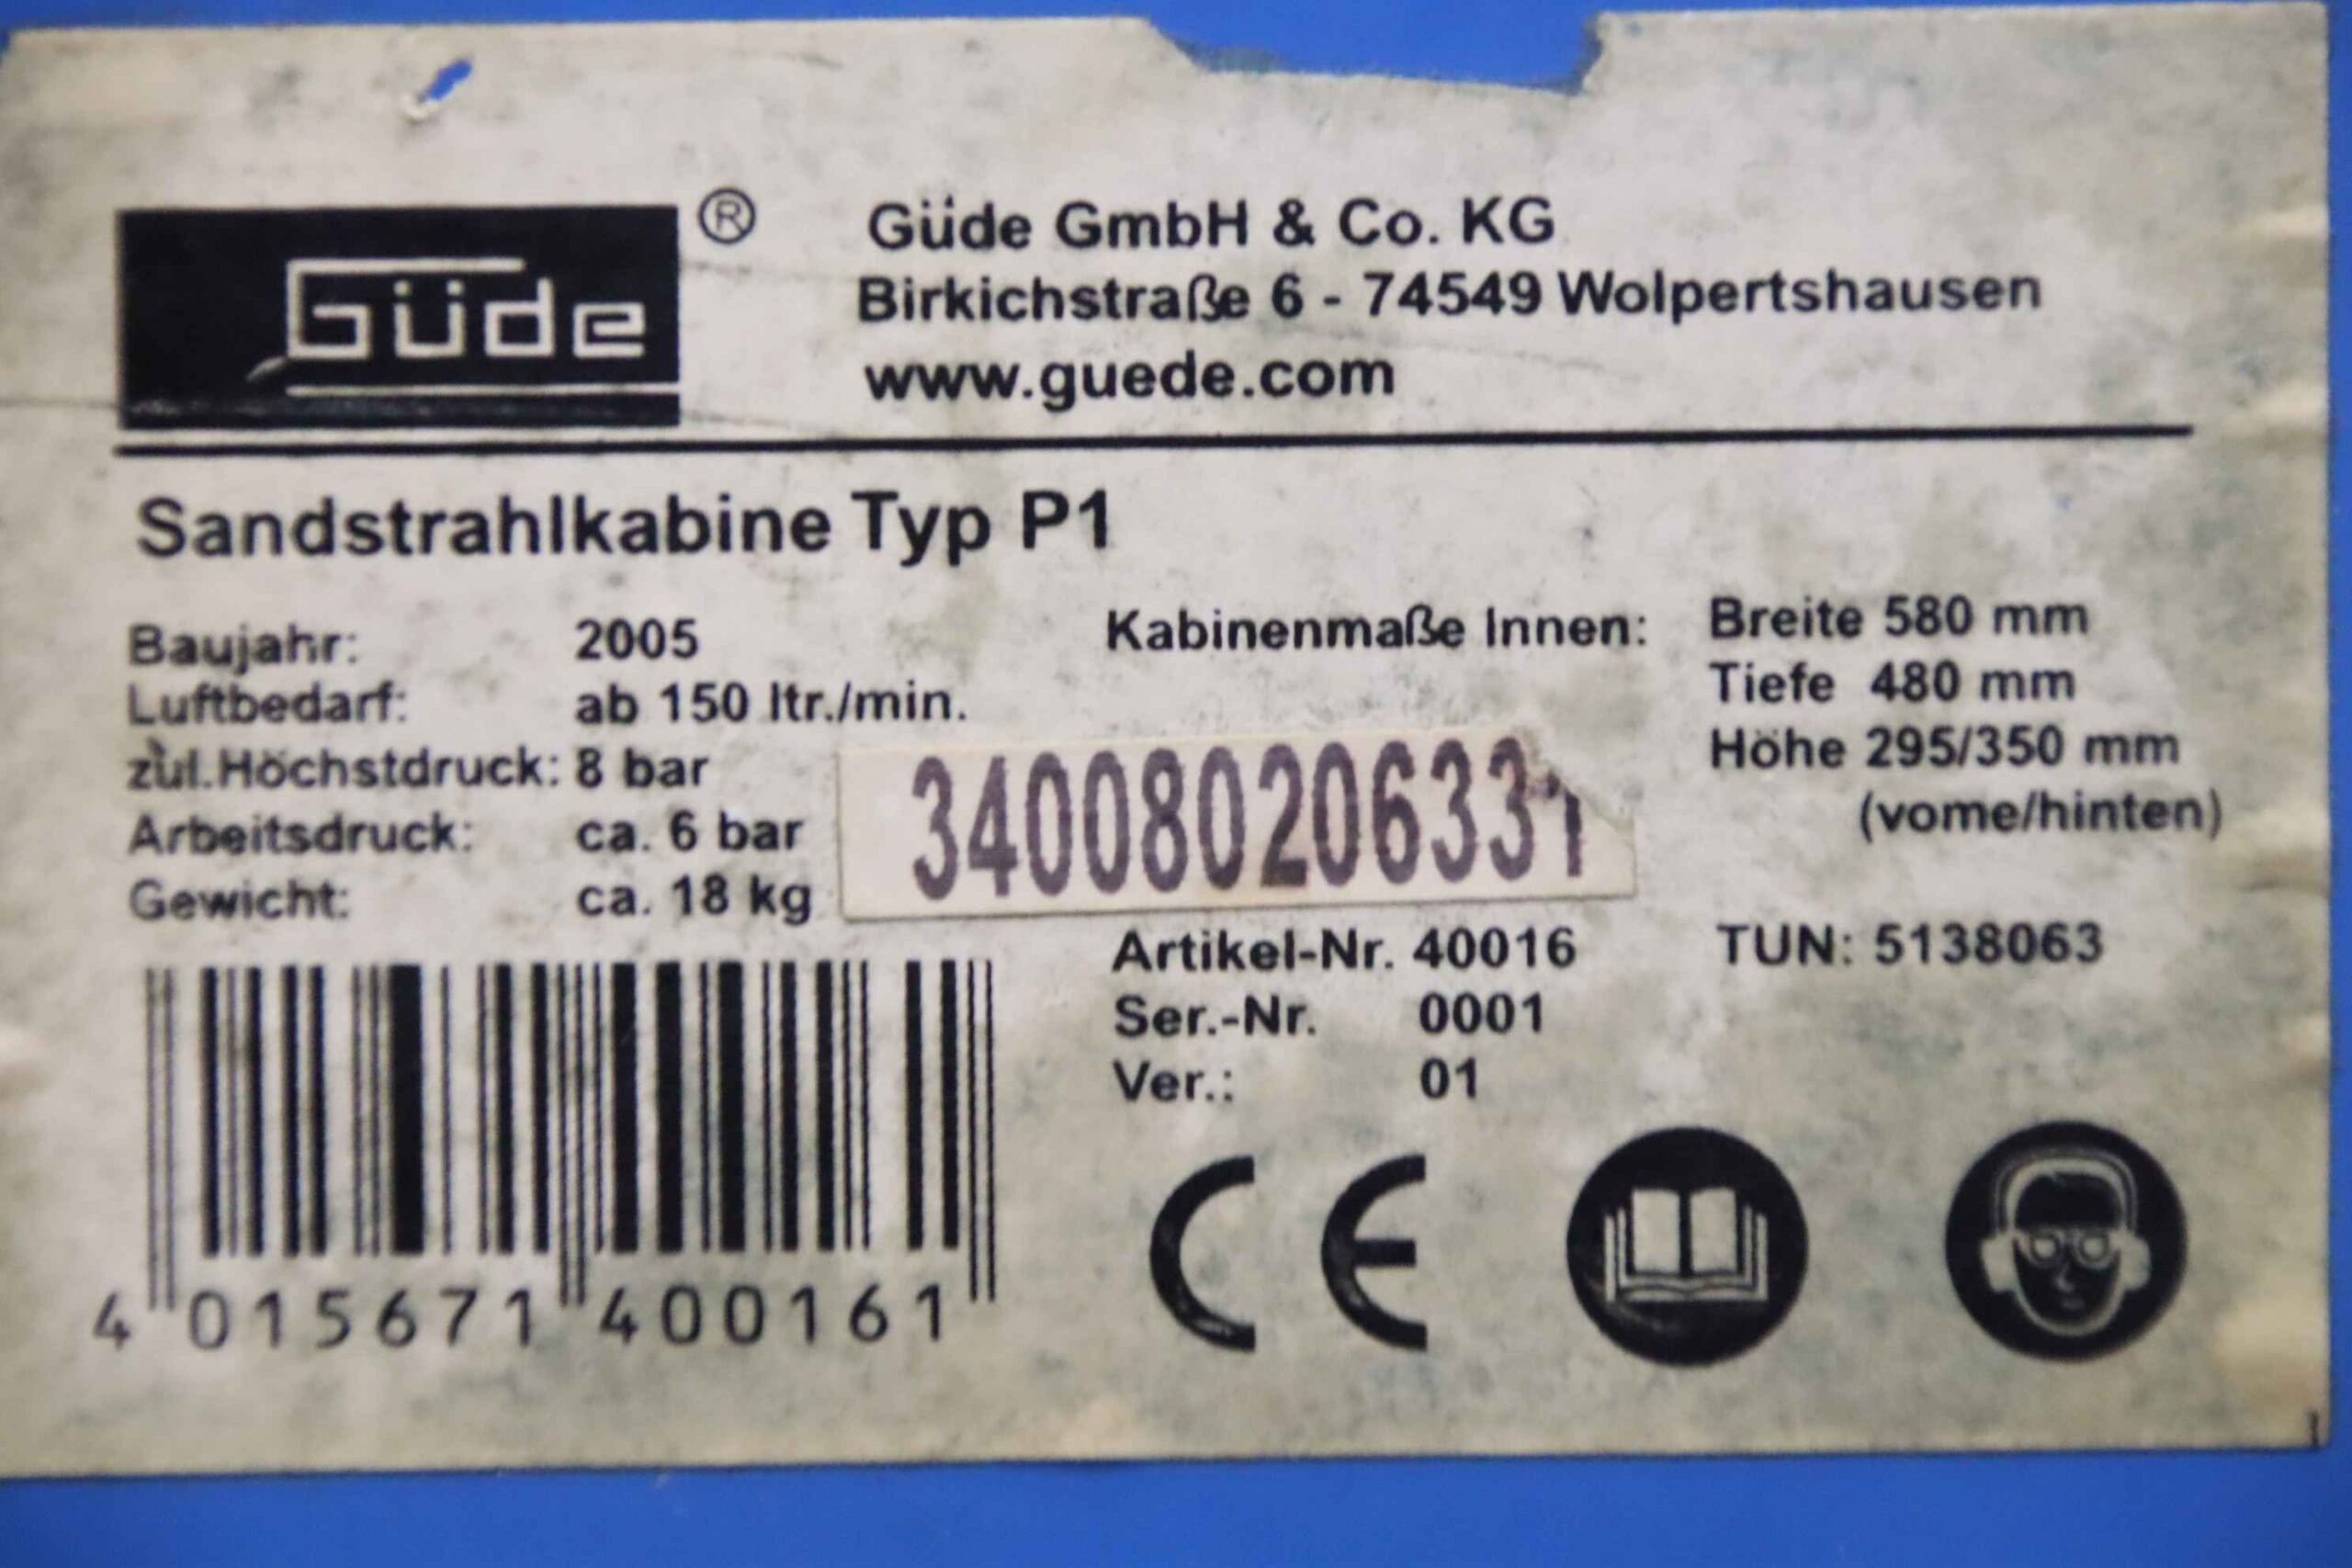 Güde ® Güde GmbH & Co. KG
Birkichstraße 6 - 74549 Wolpertshausen
www.guede.com
Sandstrahlkabine Typ P1
Baujahr: 2005 Kabinenmaße Innen: Breite 580 mm
Luftbedarf: ab 150 ltr./min. Tiefe 480 mm
zul.Höchstdruck: 8 bar 340080206331 Höhe 295/350 mm
Arbeitsdruck: ca. 6 bar (vorne/hinten)
Gewicht: ca. 18 kg
Artikel-Nr. 40016 TUN: 5138063
Ser.-Nr. 0001
Ver.: 01
CE
4 015671 400161